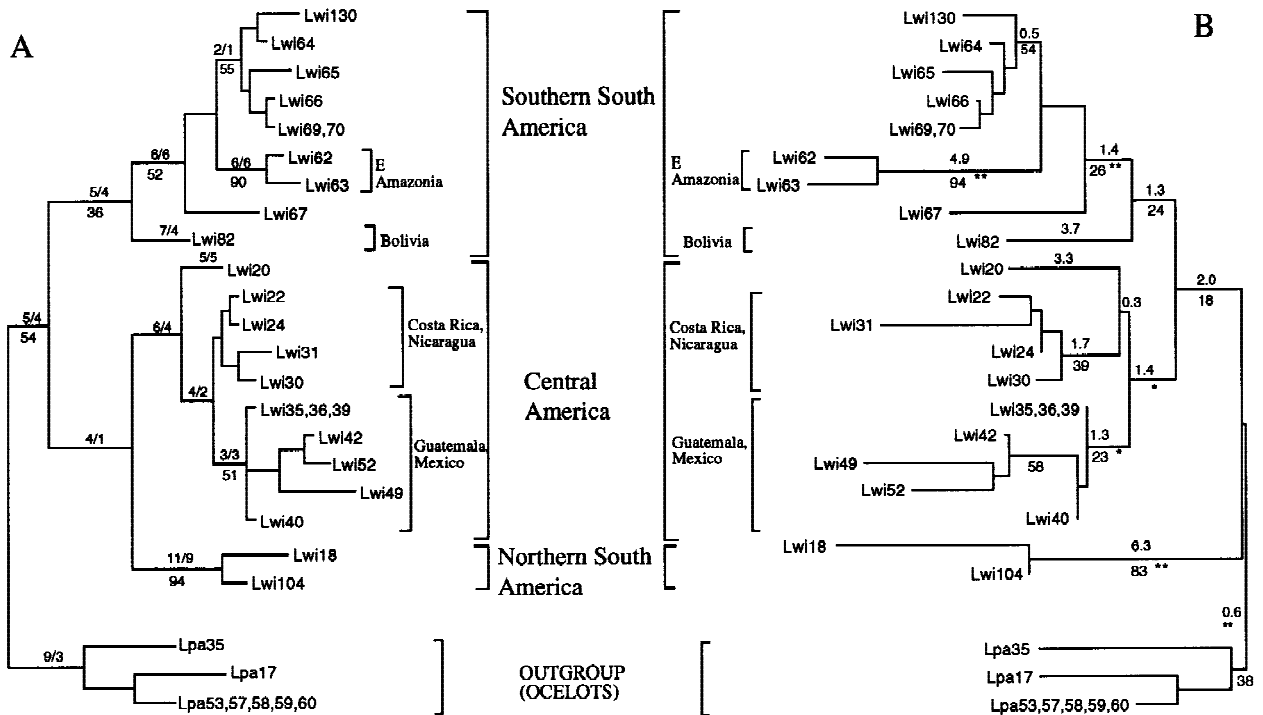 A
B
Lwi130
Lwi64
2/1
55
Lwi65
Lwi66
Lwi69,70
6/6
52
6/6
90
Lwi62
Lwi63
E
Amazonia
5/4
36
Lwi67
7/4
Lwi82
Bolivia
5/5
Lwi20
Lwi22
Lwi24
5/4
54
6/4
Lwi31
Lwi30
Costa Rica,
Nicaragua
4/2
Lwi35,36,39
Lwi42
4/1
3/3
51
Lwi52
Lwi49
Lwi40
Guatemala,
Mexico
11/9
94
Lwi18
Lwi104
9/3
Lpa35
Lpa17
Lpa53,57,58,59,60
Southern South
America
Central
America
Northern South
America
OUTGROUP
(OCELOTS)
Lwi130
0.5
54
Lwi64
Lwi65
Lwi66
Lwi69,70
E
Amazonia
Lwi62
Lwi63
4.9
94 **
1.4
26 **
1.3
24
Lwi67
Bolivia
Lwi82
3.7
Lwi20
3.3
2.0
18
Lwi22
0.3
Costa Rica,
Nicaragua
Lwi31
Lwi24
1.7
39
Lwi30
1.4
*
Lwi35,36,39
Guatemala,
Mexico
Lwi42
1.3
23 *
58
Lwi49
Lwi52
Lwi40
Lwi18
6.3
83 **
Lwi104
0.6
**
Lpa35
Lpa17
38
Lpa53,57,58,59,60